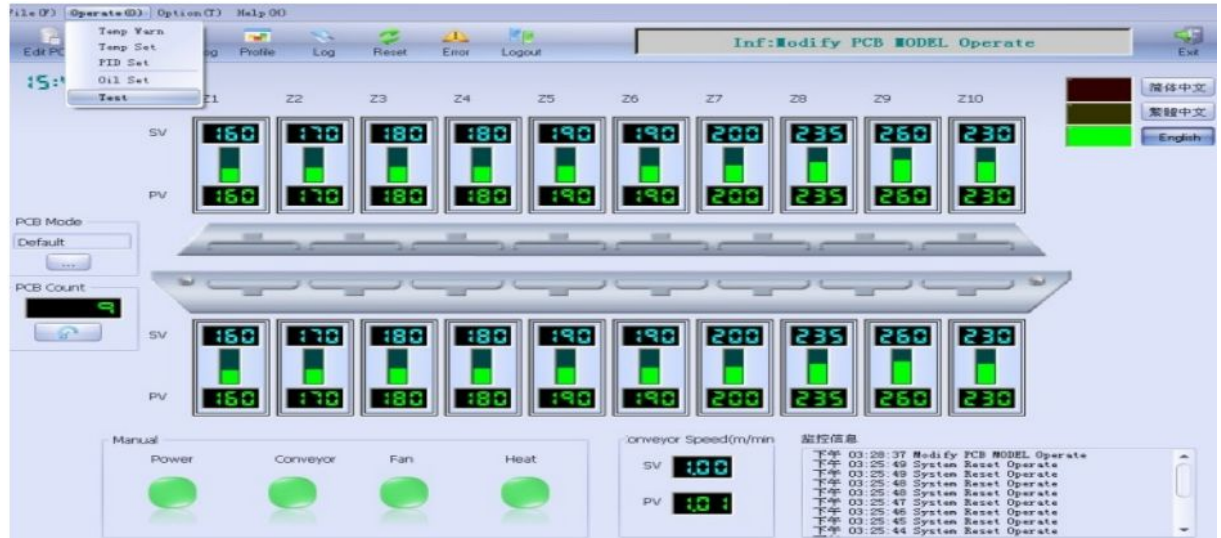 File(F) Operate(O) Option(T) Help(H)
Temp Warn
Temp Set
PID Set
Oil Set
Test
Edit PC
Profile Log Reset Error Logout
Inf:Modify PCB MODEL Operate
Exit
简体中文
繁體中文
English
Z1 Z2 Z3 Z4 Z5 Z6 Z7 Z8 Z9 Z10
SV 160 170 180 180 190 190 200 235 260 230
PV 160 170 180 180 190 190 200 235 260 230
PCB Mode
Default
...
PCB Count
9
SV 160 170 180 180 190 190 200 235 260 230
PV 160 170 180 180 190 190 200 235 260 230
Manual
Power Conveyor Fan Heat
Conveyor Speed(m/min
SV 1.00
PV 1.01
监控信息
下午 03:28:37 Modify PCB MODEL Operate
下午 03:25:49 System Reset Operate
下午 03:25:49 System Reset Operate
下午 03:25:48 System Reset Operate
下午 03:25:48 System Reset Operate
下午 03:25:47 System Reset Operate
下午 03:25:46 System Reset Operate
下午 03:25:45 System Reset Operate
下午 03:25:44 System Reset Operate